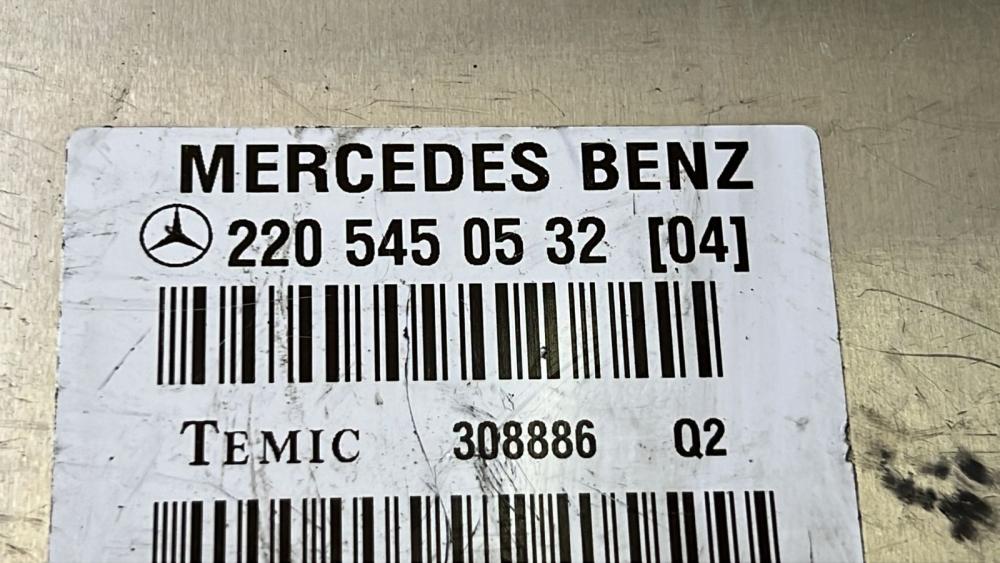 MERCEDES BENZ
220 545 05 32 [04]
TEMIC 308886 Q2